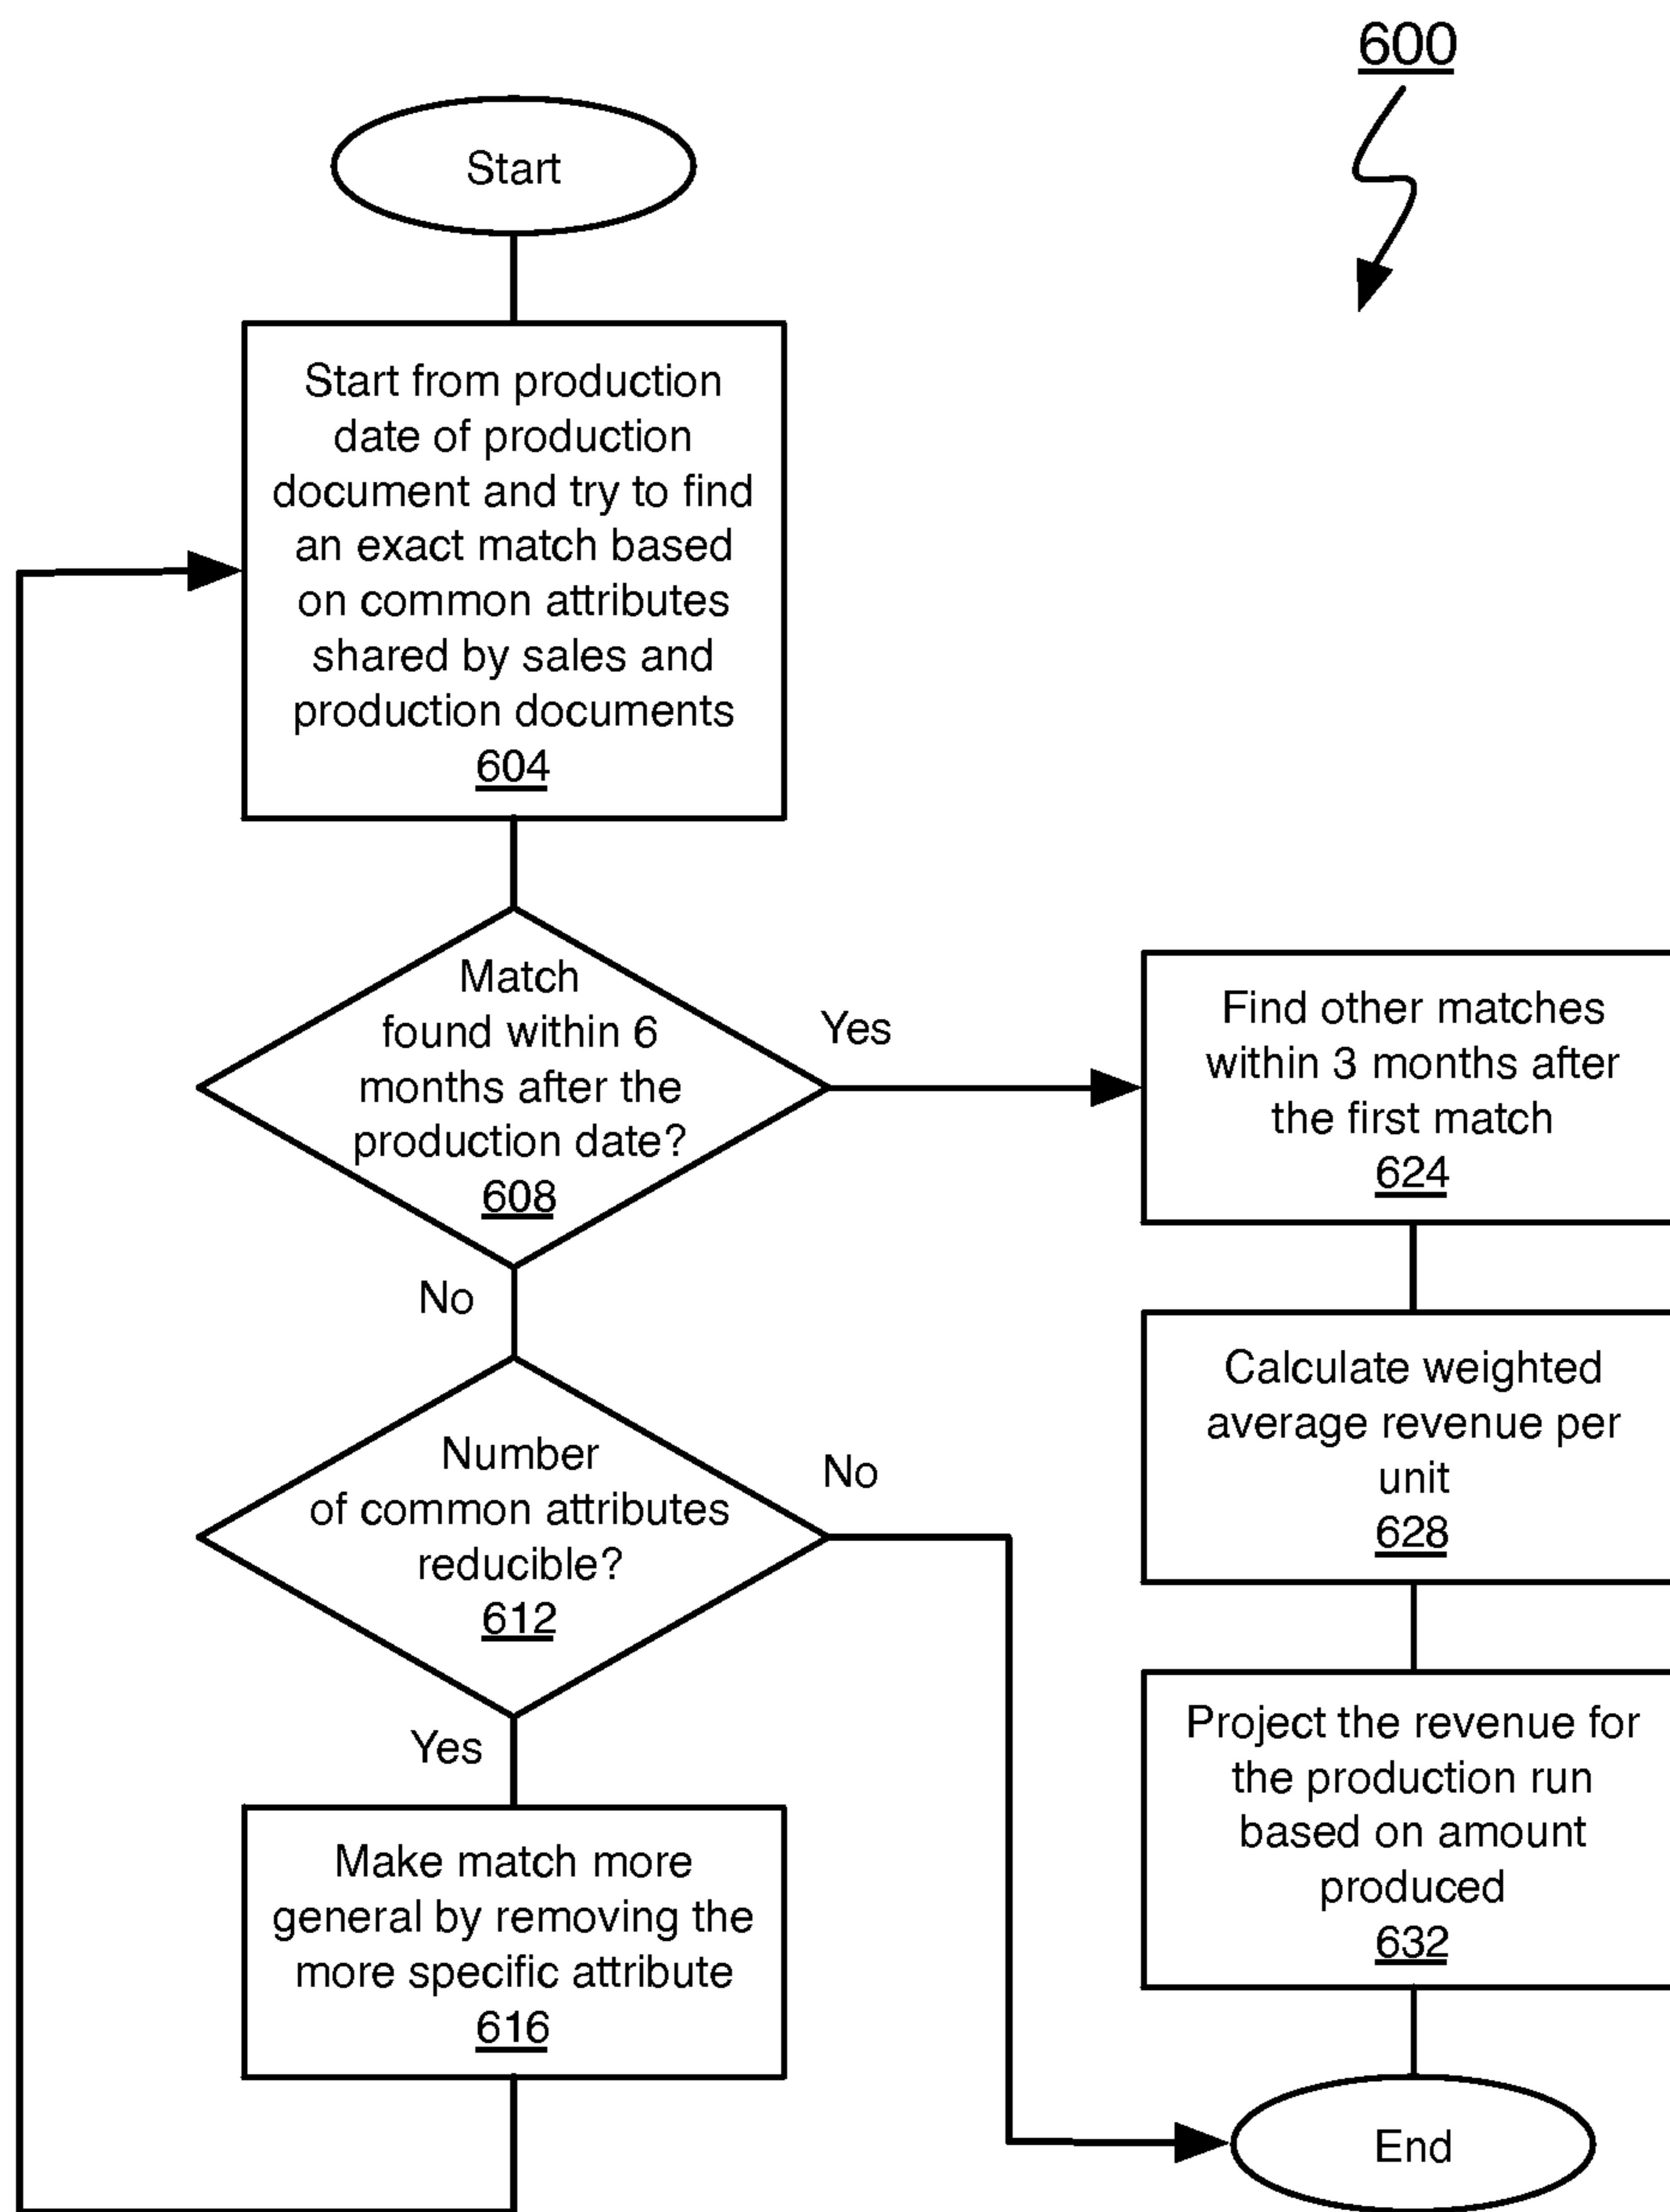 600
Start
Start from production
date of production
document and try to find
an exact match based
on common attributes
shared by sales and
production documents
604
Match
found within 6
months after the
production date?
608
Yes
No
Find other matches
within 3 months after
the first match
624
Calculate weighted
average revenue per
unit
628
Number
of common attributes
reducible?
612
No
Yes
Make match more
general by removing the
more specific attribute
616
Project the revenue for
the production run
based on amount
produced
632
End